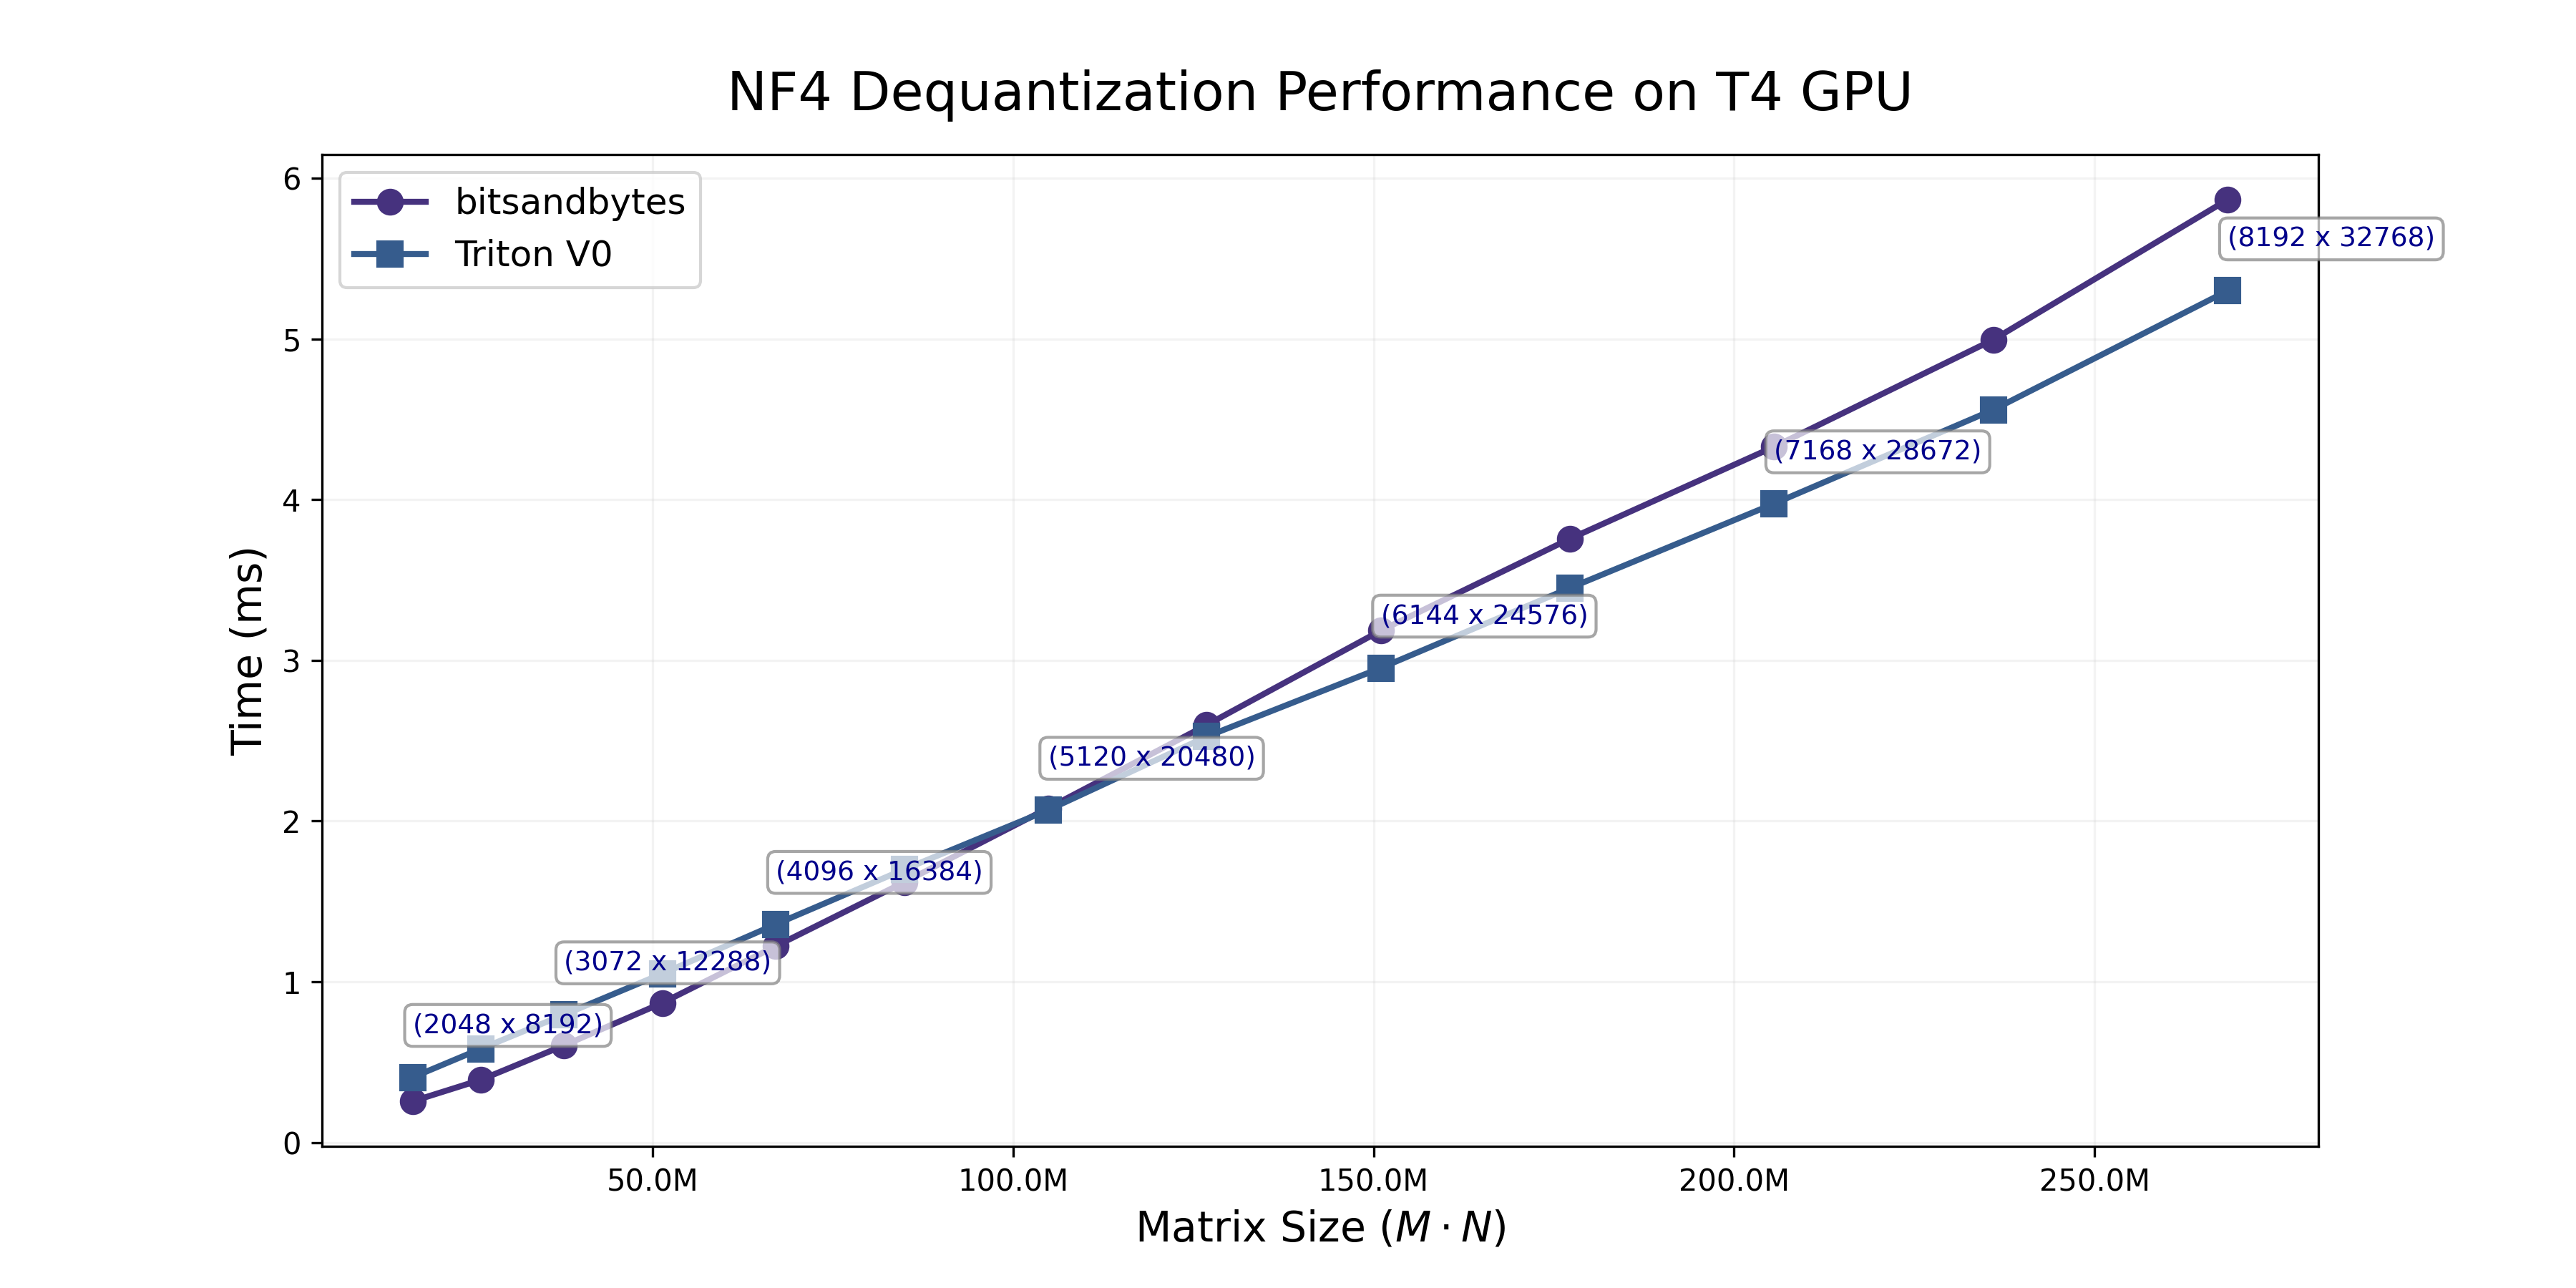 NF4 Dequantization Performance on T4 GPU
bitsandbytes
Triton V0
6
5
4
3
2
1
0
Time (ms)
(8192 x 32768)
(7168 x 28672)
(6144 x 24576)
(5120 x 20480)
(4096 x 16384)
(3072 x 12288)
(2048 x 8192)
50.0M 100.0M 150.0M 200.0M 250.0M
Matrix Size (M · N)